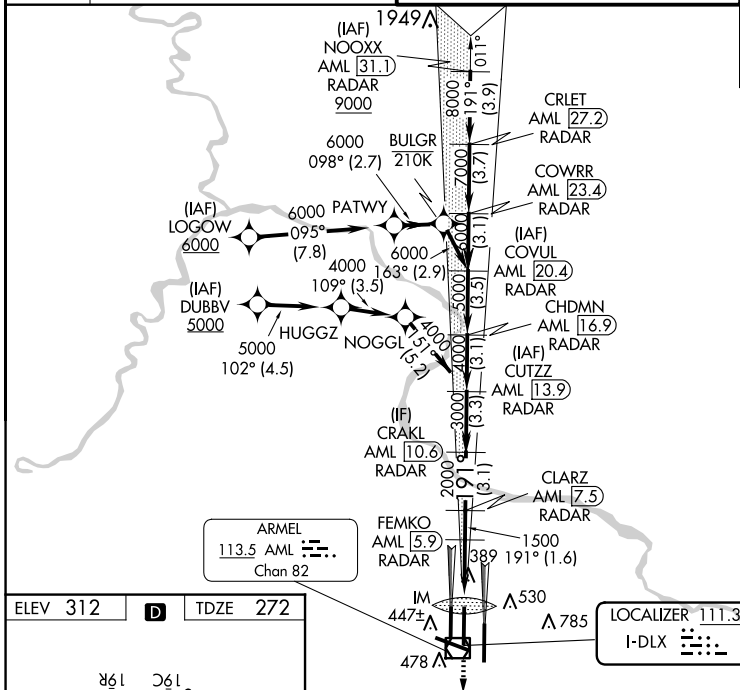 1949
(IAF)
NOOXX
AML 31.1
RADAR
9000
011°
8000
191°
(3.9)
CRLET
AML 27.2
RADAR
6000
098° (2.7)
BULGR
210K
7000
(3.7)
COWRR
AML 23.4
RADAR
(IAF)
LOGOW
6000
6000
095°
(7.8)
PATWY
6000
(3.1)
6000
163° (2.9)
(IAF)
COVUL
AML 20.4
RADAR
(IAF)
DUBBV
5000
4000
109° (3.5)
5000
(3.5)
CHDMN
AML 16.9
RADAR
HUGGZ
NOGGL
5000
102° (4.5)
4000
151°
(5.2)
4000
(3.1)
(IAF)
CUTZZ
AML 13.9
RADAR
3000
(3.3)
(IF)
CRAKL
AML 10.6
RADAR
2000
191°
(3.1)
CLARZ
AML 7.5
RADAR
FEMKO
AML 5.9
RADAR
1500
191° (1.6)
389
ARMEL
113.5 AML
Chan 82
IM
530
447±
785
478
LOCALIZER 111.3
I-DLX
ELEV 312 D TDZE 272
19R 19C